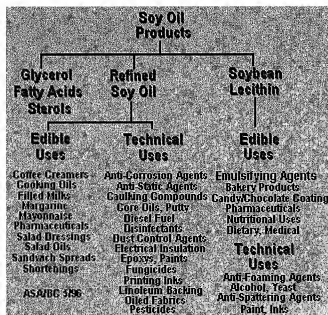 Soy Oil
Products
Glycerol
Fatty Acids
Sterols
Refined
Soy Oil
Soybean
Lecithin
Edible
Uses
Coffee Creamers
Cooking Oils
Filled Milks
Margarine
Mayonnaise
Pharmaceuticals
Salad Dressings
Salad Oils
Sandwich Spreads
Shortenings
ASA/BC 5/96
Technical
Uses
Anti-Corrosion Agents
Anti Static Agents
Caulking Compounds
Core Oils, Putty
Diesel Fuel
Disinfectants
Dust Control Agents
Electrical Insulation
Epoxys, Paints
Fungicides
Printing Inks
Linoleum Backing
Oiled Fabrics
Pesticides
Edible
Uses
Emulsifying Agents
Bakery Products
Candy/Chocolate Coating
Pharmaceuticals
Nutritional Uses
Dietary, Medical
Technical
Uses
Anti-Foaming Agents
Alcohol, Yeast
Anti-Spattering Agents
Paint, Inks